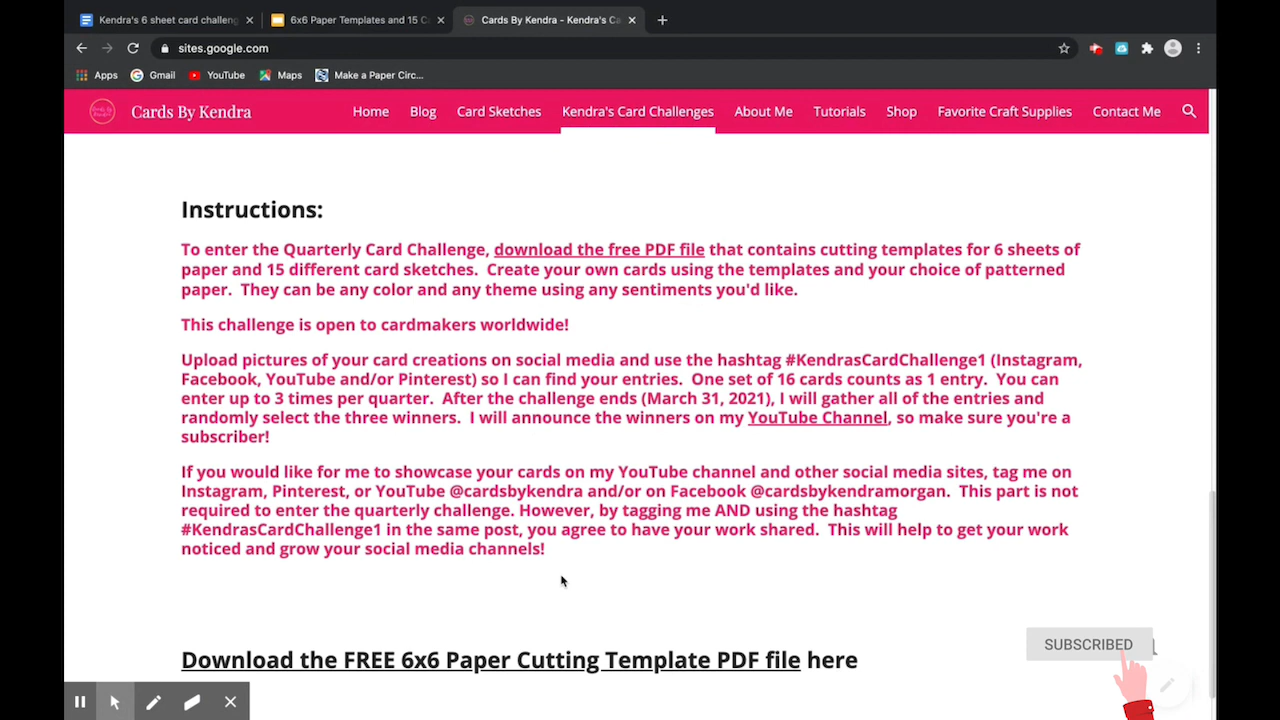 Kendra's 6 sheet card challeng
6x6 Paper Templates and 15 C
Cards By Kendra - Kendra's Ca
sites.google.com
Apps Gmail YouTube Maps Make a Paper Circ...
Cards By Kendra Home Blog Card Sketches Kendra's Card Challenges About Me Tutorials Shop Favorite Craft Supplies Contact Me
Instructions:
To enter the Quarterly Card Challenge, download the free PDF file that contains cutting templates for 6 sheets of
paper and 15 different card sketches. Create your own cards using the templates and your choice of patterned
paper. They can be any color and any theme using any sentiments you'd like.
This challenge is open to cardmakers worldwide!
Upload pictures of your card creations on social media and use the hashtag #KendrasCardChallenge1 (Instagram,
Facebook, YouTube and/or Pinterest) so I can find your entries. One set of 16 cards counts as 1 entry. You can
enter up to 3 times per quarter. After the challenge ends (March 31, 2021), I will gather all of the entries and
randomly select the three winners. I will announce the winners on my YouTube Channel, so make sure you're a
subscriber!
If you would like for me to showcase your cards on my YouTube channel and other social media sites, tag me on
Instagram, Pinterest, or YouTube @cardsbykendra and/or on Facebook @cardsbykendramorgan. This part is not
required to enter the quarterly challenge. However, by tagging me AND using the hashtag
#KendrasCardChallenge1 in the same post, you agree to have your work shared. This will help to get your work
noticed and grow your social media channels!
Download the FREE 6x6 Paper Cutting Template PDF file here
SUBSCRIBED